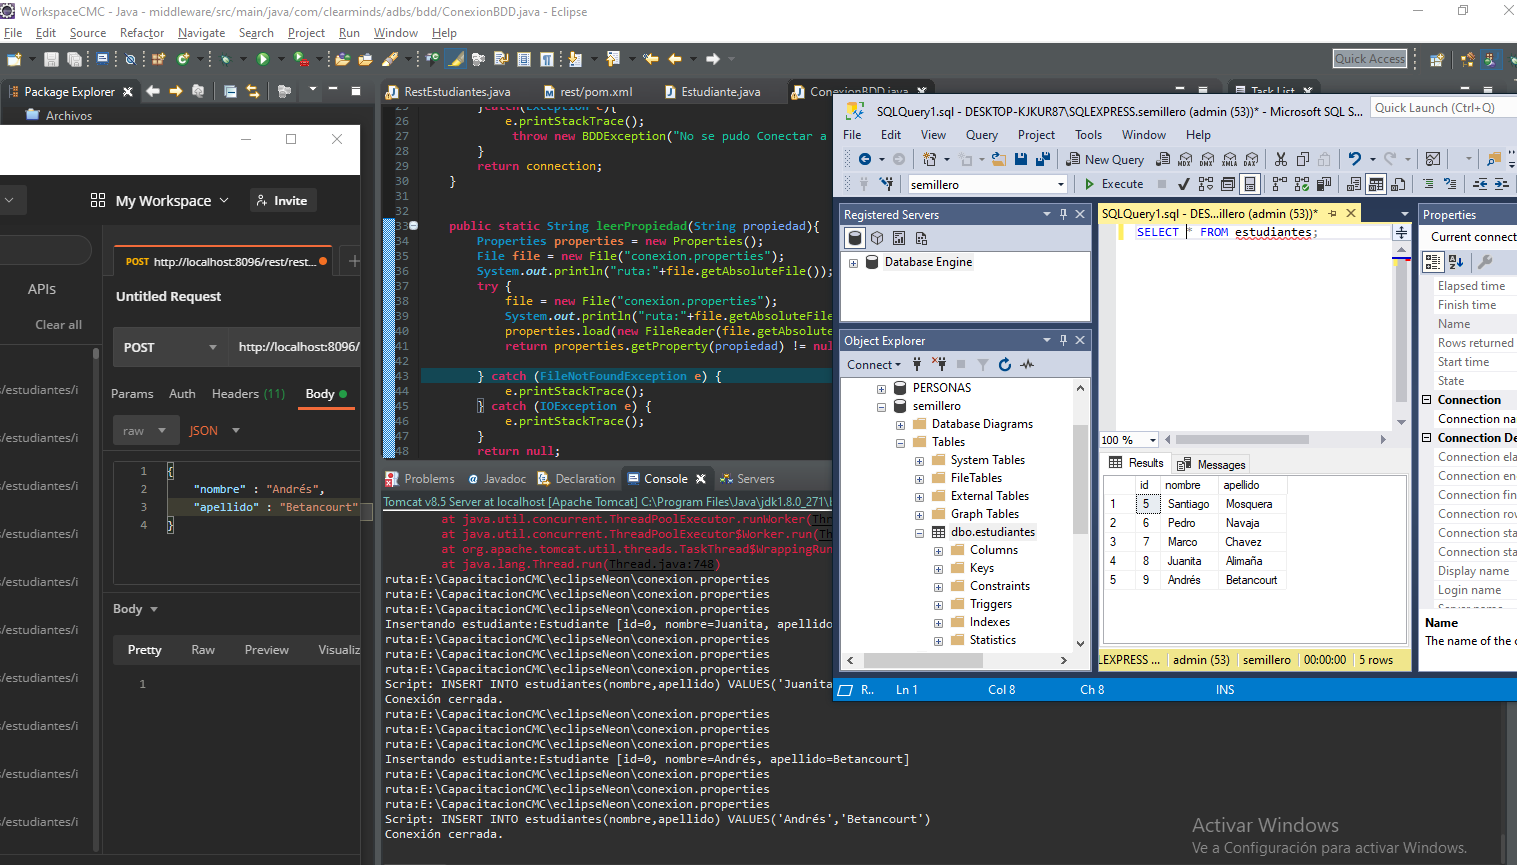 WorkspaceCMC - Java - middleware/src/main/java/com/clearminds/adbs/bdd/ConexionBDD.java - Eclipse
File Edit Source Refactor Navigate Search Project Run Window Help
Quick Access
Package Explorer
RestEstudiantes.java rest/pom.xml Estudiante.java ConexionBDD.java Task List
Archivos
My Workspace Invite
POST http://localhost:8096/rest/rest...
APIs
Untitled Request
Clear all
POST http://localhost:8096/
s/estudiantes/i
Params Auth Headers (11) Body
s/estudiantes/i
raw JSON
s/estudiantes/i
1 {
2 "nombre" : "Andrés",
3 "apellido" : "Betancourt"
4 }
s/estudiantes/i
s/estudiantes/i
Body
s/estudiantes/i
Pretty Raw Preview Visualiz
s/estudiantes/i
1
s/estudiantes/i
s/estudiantes/i
s/estudiantes/i
25 }catch(Exception e){
26 e.printStackTrace();
27 throw new BDDException("No se pudo Conectar a
28 }
29 return connection;
30 }
31
32
33 public static String leerPropiedad(String propiedad){
34 Properties properties = new Properties();
35 File file = new File("conexion.properties");
36 System.out.println("ruta:"+file.getAbsoluteFile());
37 try {
38 file = new File("conexion.properties");
39 System.out.println("ruta:"+file.getAbsoluteFile
40 properties.load(new FileReader(file.getAbsolute
41 return properties.getProperty(propiedad) != nul
42
43 } catch (FileNotFoundException e) {
44 e.printStackTrace();
45 } catch (IOException e) {
46 e.printStackTrace();
47 }
48 return null;
Problems Javadoc Declaration Console Servers
Tomcat v8.5 Server at localhost [Apache Tomcat] C:\Program Files\Java\jdk1.8.0_271\b
at java.util.concurrent.ThreadPoolExecutor.runWorker(Thr
at java.util.concurrent.ThreadPoolExecutor$Worker.run(Th
at org.apache.tomcat.util.threads.TaskThread$WrappingRun
at java.lang.Thread.run(Thread.java:748)
ruta:E:\CapacitacionCMC\eclipseNeon\conexion.properties
ruta:E:\CapacitacionCMC\eclipseNeon\conexion.properties
ruta:E:\CapacitacionCMC\eclipseNeon\conexion.properties
Insertando estudiante:Estudiante [id=0, nombre=Juanita, apellido
ruta:E:\CapacitacionCMC\eclipseNeon\conexion.properties
ruta:E:\CapacitacionCMC\eclipseNeon\conexion.properties
ruta:E:\CapacitacionCMC\eclipseNeon\conexion.properties
Script: INSERT INTO estudiantes(nombre,apellido) VALUES('Juanita
Conexión cerrada.
ruta:E:\CapacitacionCMC\eclipseNeon\conexion.properties
ruta:E:\CapacitacionCMC\eclipseNeon\conexion.properties
ruta:E:\CapacitacionCMC\eclipseNeon\conexion.properties
Insertando estudiante:Estudiante [id=0, nombre=Andrés, apellido=Betancourt]
ruta:E:\CapacitacionCMC\eclipseNeon\conexion.properties
ruta:E:\CapacitacionCMC\eclipseNeon\conexion.properties
ruta:E:\CapacitacionCMC\eclipseNeon\conexion.properties
Script: INSERT INTO estudiantes(nombre,apellido) VALUES('Andrés','Betancourt')
Conexión cerrada.
SQLQuery1.sql - DESKTOP-KJKUR87\SQLEXPRESS.semillero (admin (53))* - Microsoft SQL S...
Quick Launch (Ctrl+Q)
File Edit View Query Project Tools Window Help
New Query MDX DMX XMLA DAX
semillero Execute
Registered Servers
Database Engine
Object Explorer
Connect
PERSONAS
semillero
Database Diagrams
Tables
System Tables
FileTables
External Tables
Graph Tables
dbo.estudiantes
Columns
Keys
Constraints
Triggers
Indexes
Statistics
SQLQuery1.sql - DES...illero (admin (53))*
SELECT * FROM estudiantes;
100 %
Results Messages
id nombre apellido
1 5 Santiago Mosquera
2 6 Pedro Navaja
3 7 Marco Chavez
4 8 Juanita Alimaña
5 9 Andrés Betancourt
LEXPRESS ... admin (53) semillero 00:00:00 5 rows
Properties
Current connect
Elapsed time
Finish time
Name
Rows returned
Start time
State
Connection
Connection na
Connection De
Connection ela
Connection en
Connection fin
Connection rov
Connection sta
Connection sta
Display name
Login name
Server name
Name
The name of the c
R.. Ln 1 Col 8 Ch 8 INS
Activar Windows
Ve a Configuración para activar Windows.